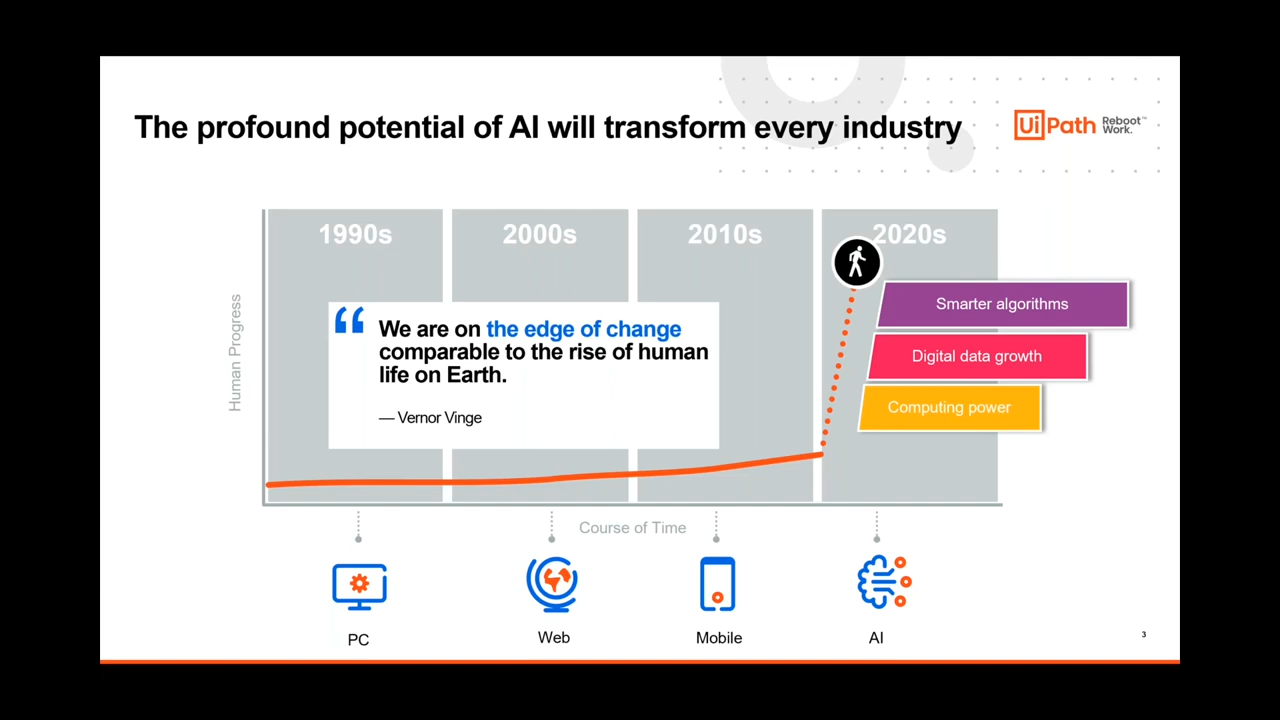 The profound potential of AI will transform every industry
UiPath™
Reboot
Work.
1990s
2000s
2010s
2020s
Human Progress
“
We are on the edge of change
comparable to the rise of human
life on Earth.
— Vernor Vinge
Smarter algorithms
Digital data growth
Computing power
Course of Time
PC
Web
Mobile
AI
3